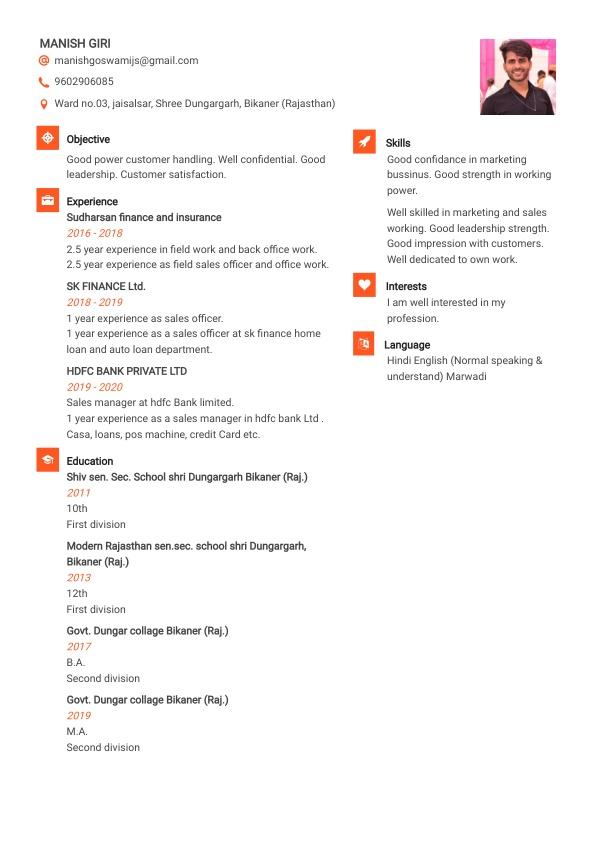 MANISH GIRI
manishgoswamijs@gmail.com
9602906085
Ward no.03, jaisalsar, Shree Dungargarh, Bikaner (Rajasthan)
Objective
Good power customer handling. Well confidential. Good
leadership. Customer satisfaction.
Experience
Sudharsan finance and insurance
2016 - 2018
2.5 year experience in field work and back office work.
2.5 year experience as field sales officer and office work.
SK FINANCE Ltd.
2018 - 2019
1 year experience as sales officer.
1 year experience as a sales officer at sk finance home
loan and auto loan department.
HDFC BANK PRIVATE LTD
2019 - 2020
Sales manager at hdfc Bank limited.
1 year experience as a sales manager in hdfc bank Ltd .
Casa, loans, pos machine, credit Card etc.
Education
Shiv sen. Sec. School shri Dungargarh Bikaner (Raj.)
2011
10th
First division
Modern Rajasthan sen.sec. school shri Dungargarh,
Bikaner (Raj.)
2013
12th
First division
Govt. Dungar collage Bikaner (Raj.)
2017
B.A.
Second division
Govt. Dungar collage Bikaner (Raj.)
2019
M.A.
Second division
Skills
Good confidance in marketing
bussinus. Good strength in working
power.
Well skilled in marketing and sales
working. Good leadership strength.
Good impression with customers.
Well dedicated to own work.
Interests
I am well interested in my
profession.
Language
Hindi English (Normal speaking &
understand) Marwadi